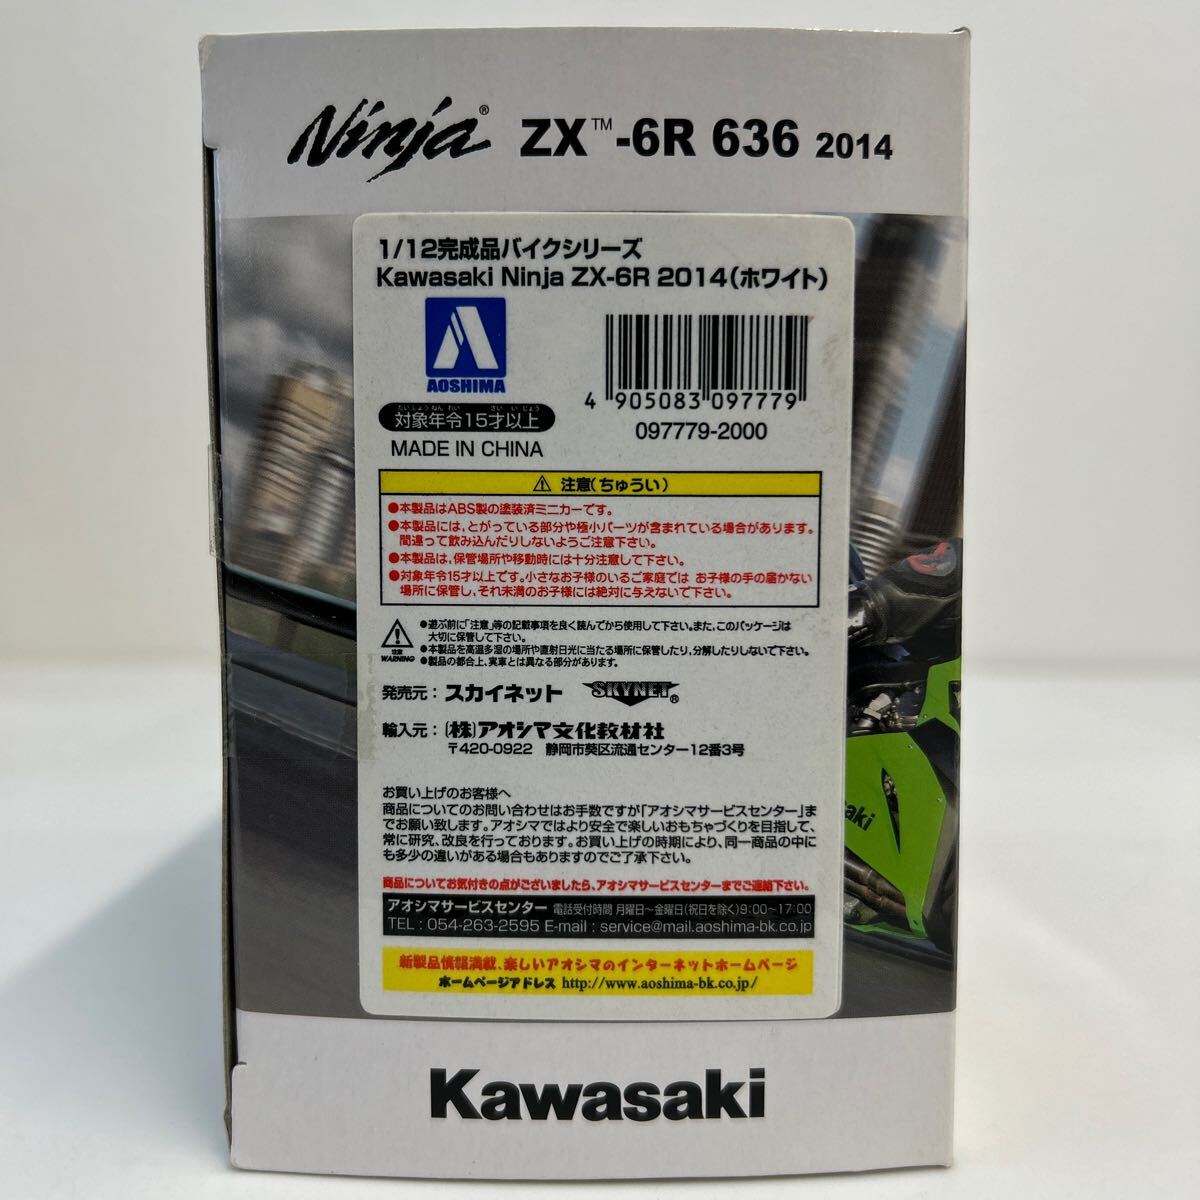 Ninja® ZX™-6R 636 2014
1/12完成品バイクシリーズ
Kawasaki Ninja ZX-6R 2014(ホワイト)
AOSHIMA
4 905083 097779
たいしょうねんれい さい いじょう
対象年令15才以上
097779-2000
MADE IN CHINA
⚠ 注意(ちゅうい)
●本製品はABS製の塗装済ミニカーです。
●本製品には、とがっている部分や極小パーツが含まれている場合があります。
間違って飲み込んだりしないようご注意下さい。
●本製品は、保管場所や移動時には十分注意して下さい。
●対象年令15才以上です。小さなお子様のいるご家庭では お子様の手の届かない
場所に保管し、それ未満のお子様には絶対に与えないで下さい。
注意
WARNING
●遊ぶ前に「注意」等の記載事項を良く読んでから使用して下さい。また、このパッケージは
大切に保管して下さい。
●本製品を高温多湿の場所や直射日光に当たる場所に保管したり、分解したりしないで下さい。
●製品の都合上、実車とは異なる部分があります。
発売元：スカイネット SKYNET®
輸入元：(株)アオシマ文化教材社
〒420-0922 静岡市葵区流通センター12番3号
お買い上げのお客様へ
商品についてのお問い合わせはお手数ですが「アオシマサービスセンター」ま
でお願い致します。アオシマではより安全で楽しいおもちゃづくりを目指して、
常に研究、改良を行っております。お買い上げの時期により、同一商品の中に
も多少の違いがある場合もありますのでご了承下さい。
商品についてお気付きの点がございましたら、アオシマサービスセンターまでご連絡下さい。
アオシマサービスセンター 電話受付時間 月曜日〜金曜日(祝日を除く)9:00〜17:00
TEL : 054-263-2595 E-mail : service@mail.aoshima-bk.co.jp
新製品情報満載、楽しいアオシマのインターネットホームページ
ホームページアドレス http://www.aoshima-bk.co.jp/
asaki
Kawasaki